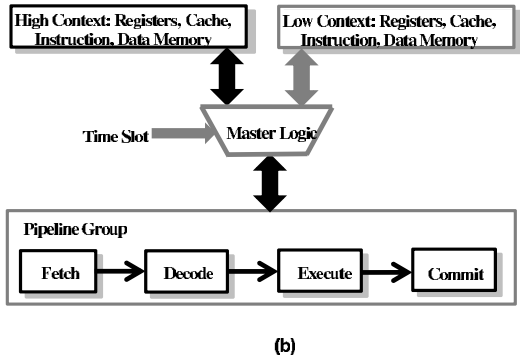 High Context: Registers, Cache,
Instruction, Data Memory
Low Context: Registers, Cache,
Instruction, Data Memory
Time Slot
Master Logic
Pipeline Group
Fetch
Decode
Execute
Commit
(b)